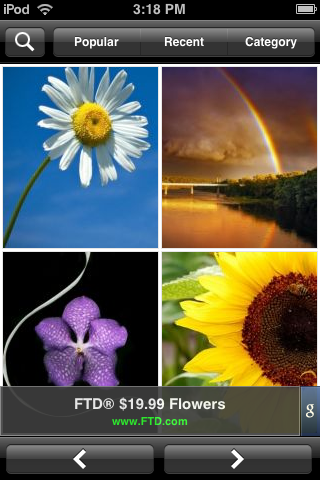 iPod 3:18 PM
Popular Recent Category
FTD® $19.99 Flowers
www.FTD.com
g